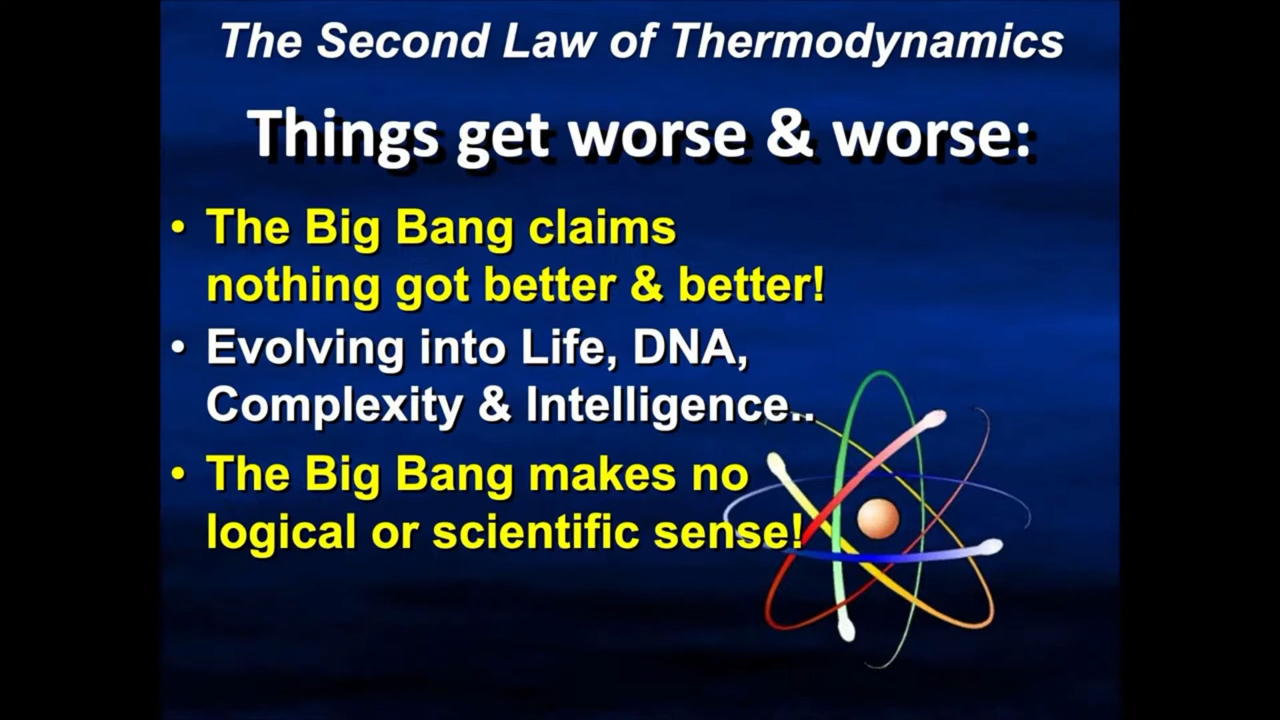 The Second Law of Thermodynamics
Things get worse & worse:
• The Big Bang claims
nothing got better & better!
• Evolving into Life, DNA,
Complexity & Intelligence..
• The Big Bang makes no
logical or scientific sense!